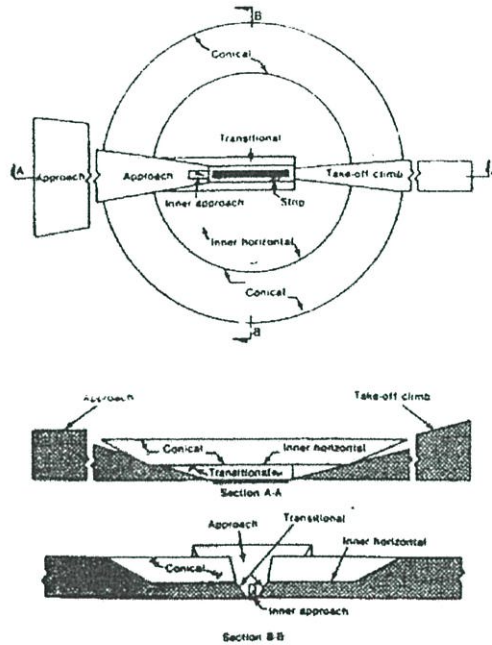 B
Conical
Transitional
A
Approach
Approach
Take-off climb
Inner approach
Strip
Inner horizontal
Conical
B
Approach
Take-off climb
Conical
Inner horizontal
Transitional
Section A-A
Approach
Transitional
Conical
Inner horizontal
Inner approach
Section B-B